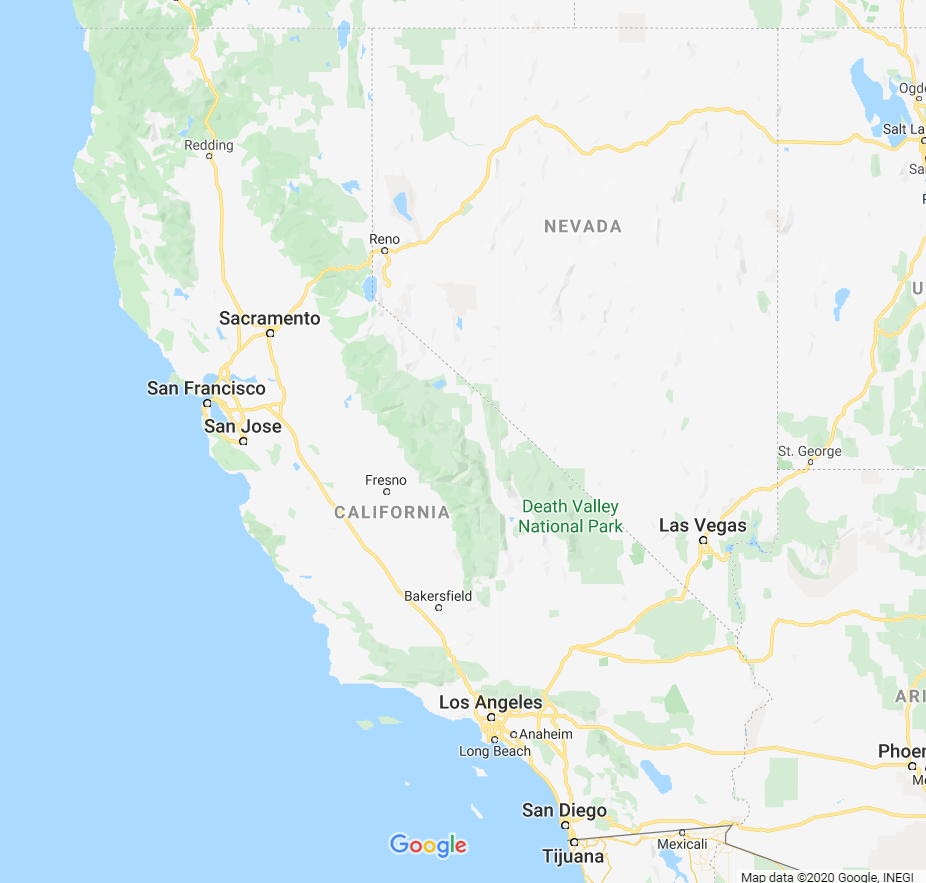 Ogd
Salt La
Redding
Sa
NEVADA
Reno
U
Sacramento
San Francisco
San Jose
St. George
Fresno
CALIFORNIA
Death Valley
National Park
Las Vegas
Bakersfield
ARI
Los Angeles
Anaheim
Long Beach
Phoen
San Diego
Google
Mexicali
Tijuana
Map data ©2020 Google, INEGI